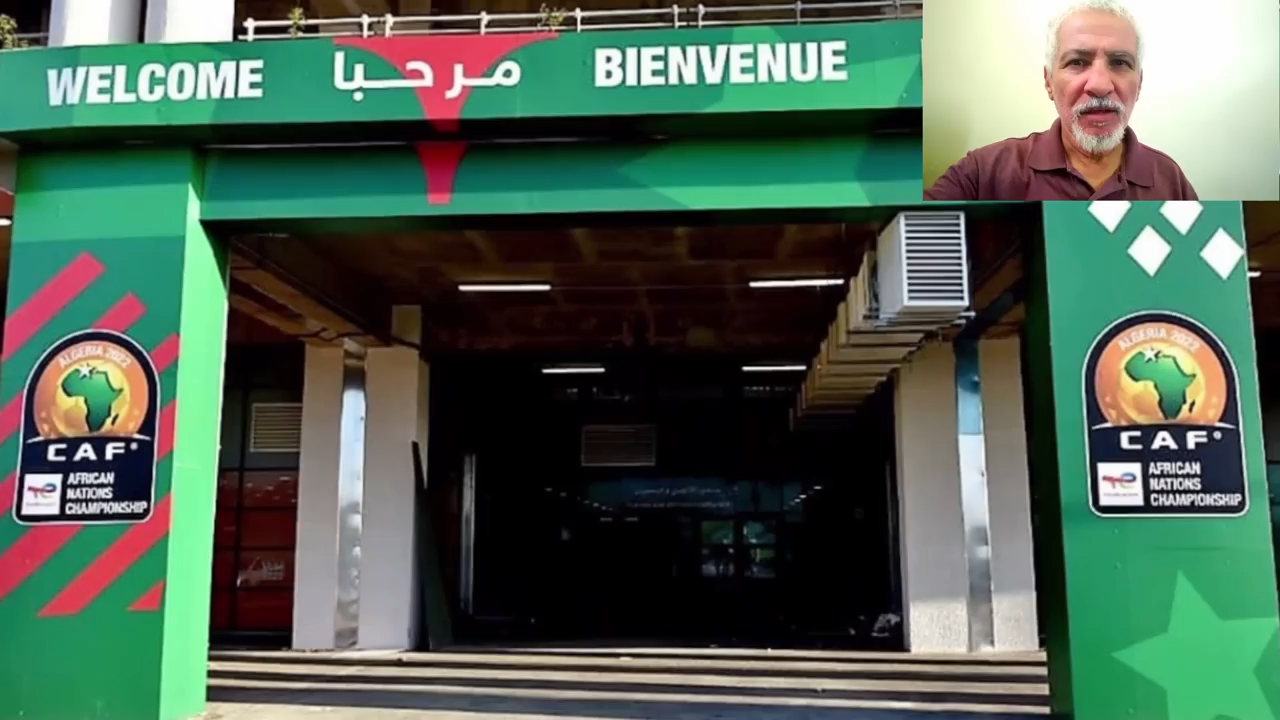 WELCOME مرحبا BIENVENUE
ALGERIA 2022
CAF
AFRICAN
NATIONS
CHAMPIONSHIP
ALGERIA 2022
CAF
AFRICAN
NATIONS
CHAMPIONSHIP